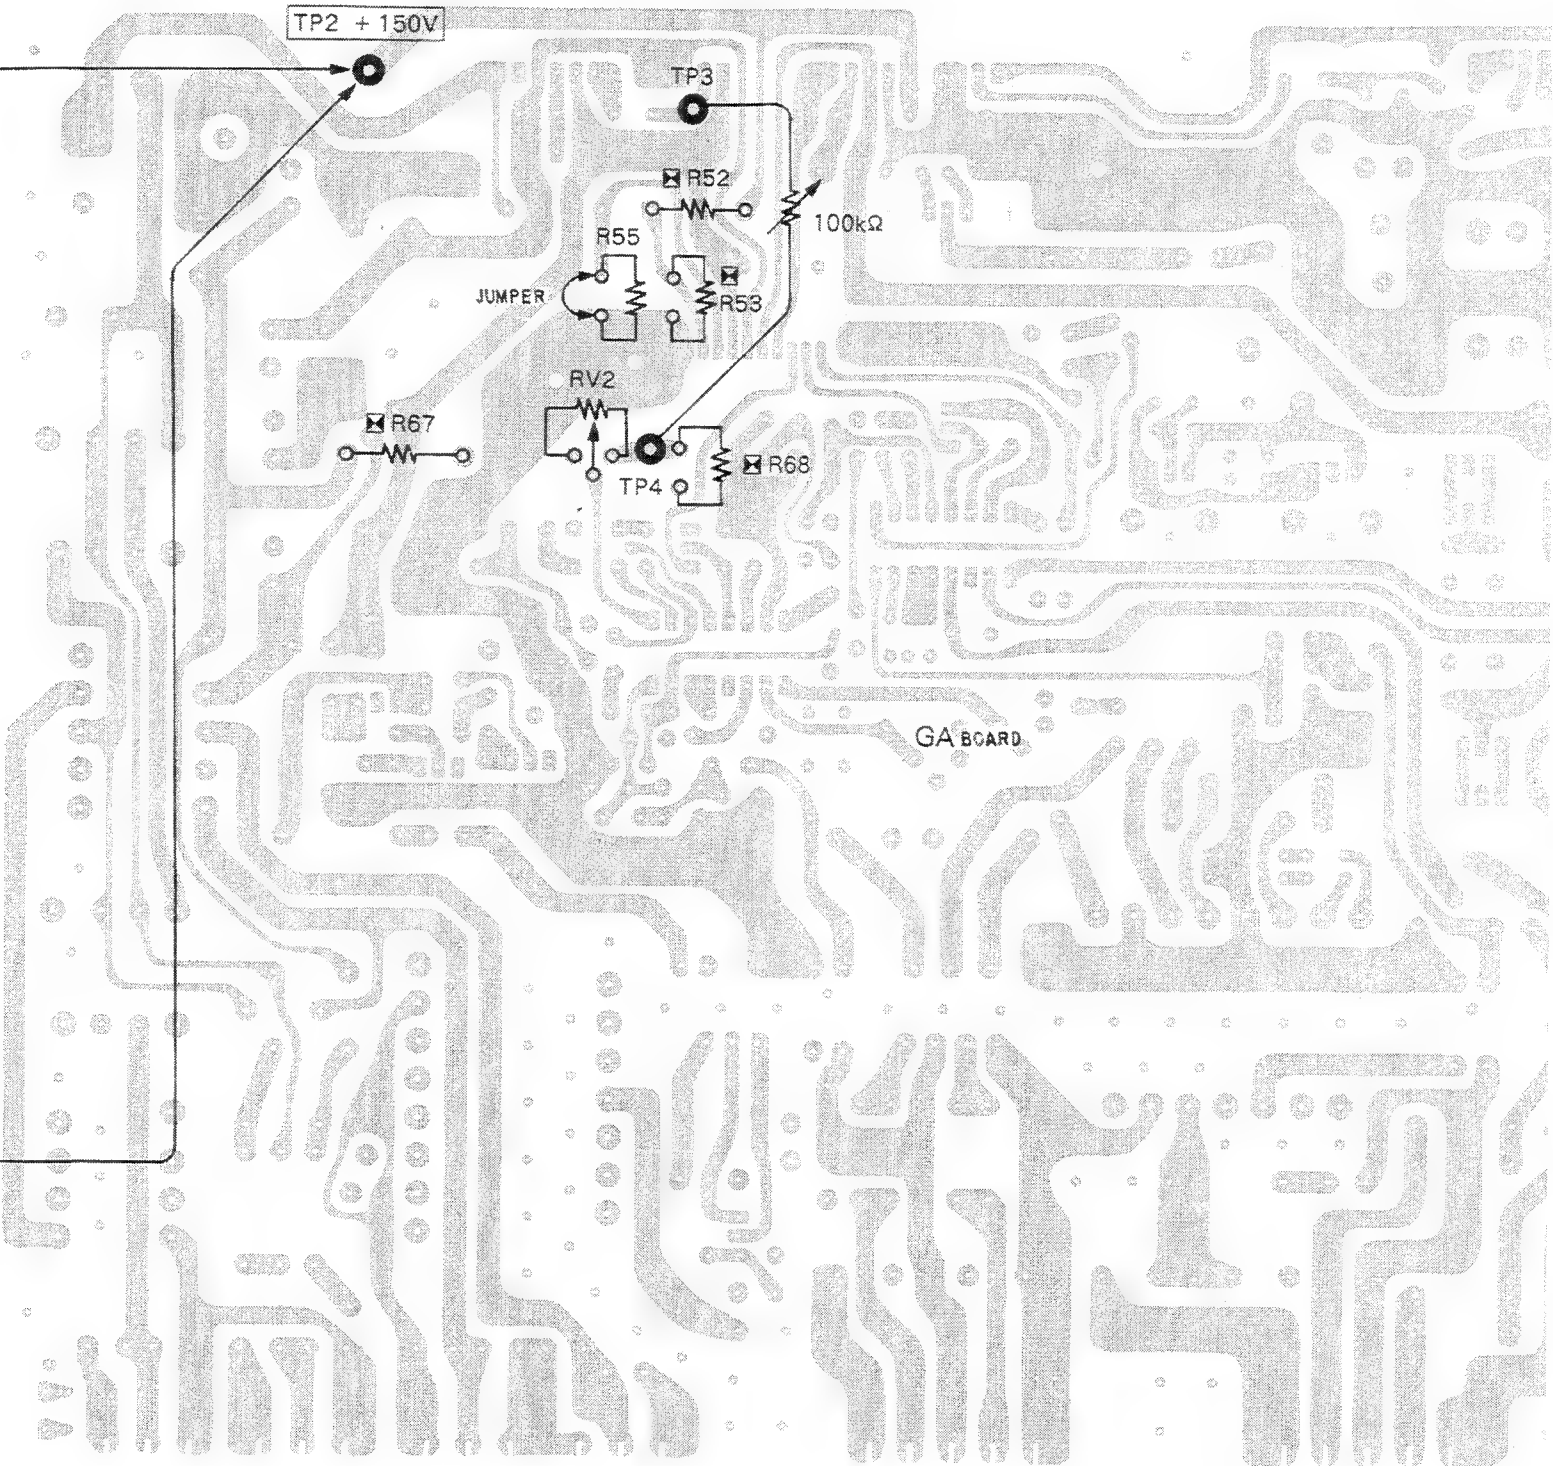 TP2 + 150V
TP3
R52
100kΩ
R55
JUMPER
R53
RV2
R67
R68
TP4
GA BOARD